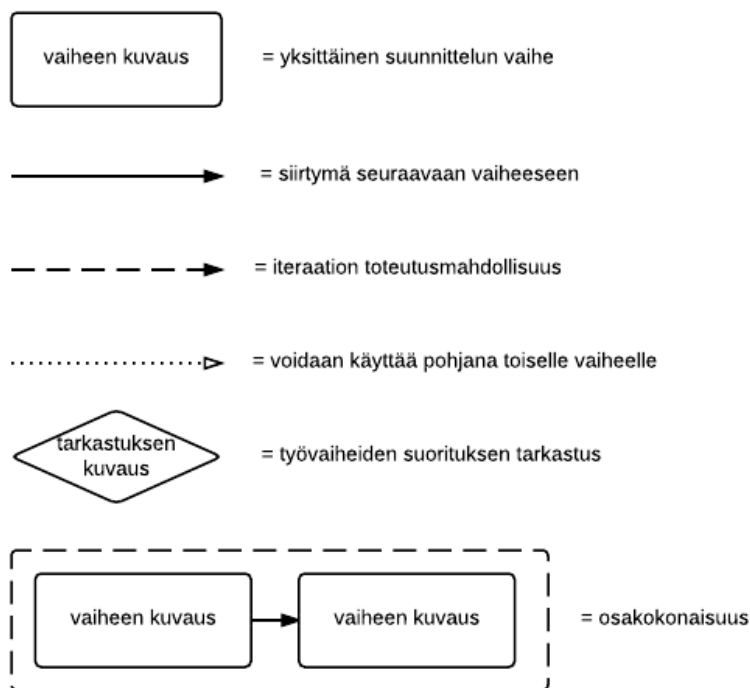 vaiheen kuvaus = yksittäinen suunnittelun vaihe
= siirtymä seuraavaan vaiheeseen
= iteraation toteutusmahdollisuus
= voidaan käyttää pohjana toiselle vaiheelle
tarkastuksen
kuvaus
= työvaiheiden suorituksen tarkastus
vaiheen kuvaus vaiheen kuvaus = osakokonaisuus